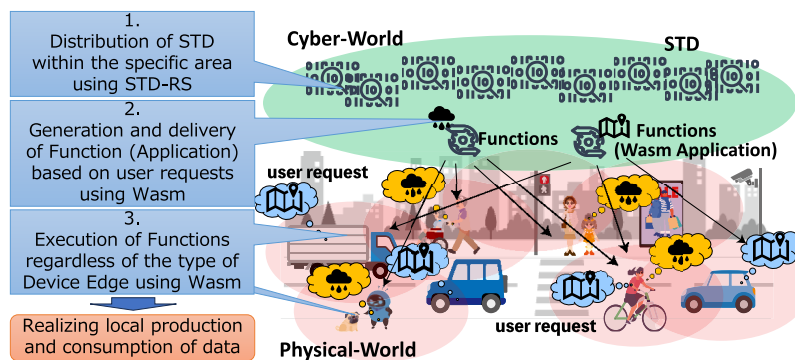 1.
Distribution of STD
within the specific area
using STD-RS
2.
Generation and delivery
of Function (Application)
based on user requests
using Wasm
3.
Execution of Functions
regardless of the type of
Device Edge using Wasm
Realizing local production
and consumption of data
Cyber-World
STD
Functions
Functions
(Wasm Application)
user request
user request
Physical-World